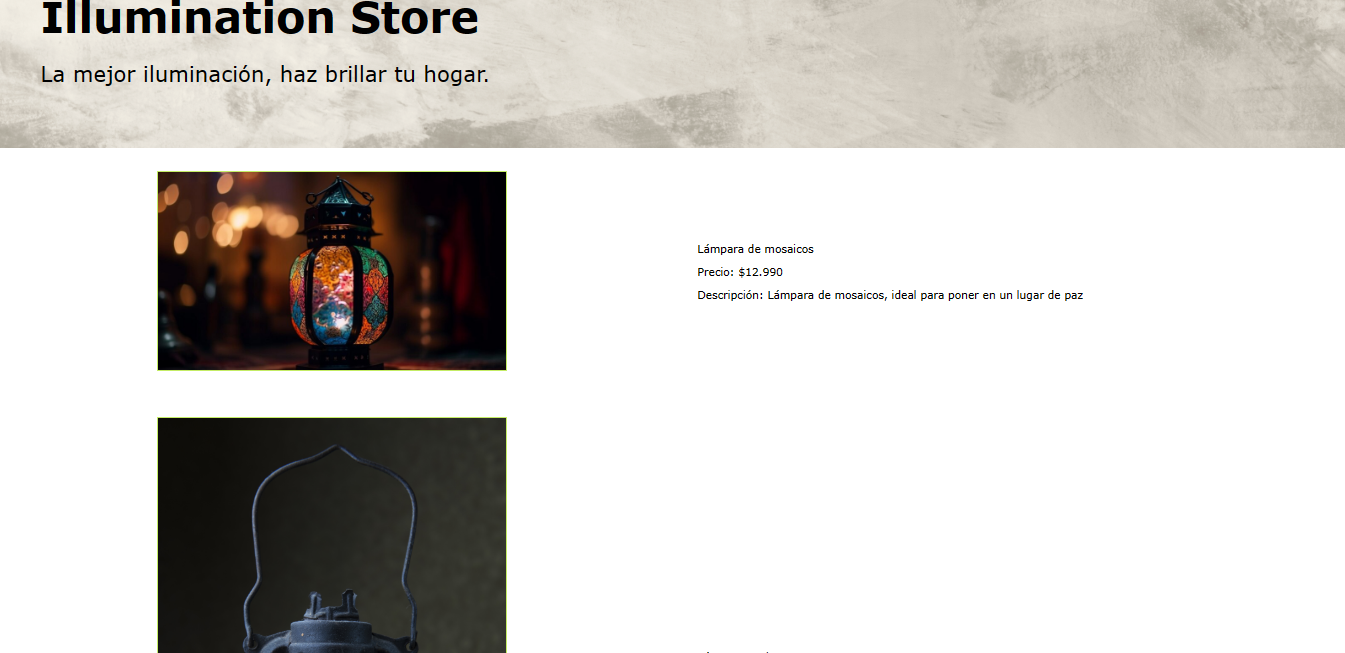 Illumination Store
La mejor iluminación, haz brillar tu hogar.
Lámpara de mosaicos
Precio: $12.990
Descripción: Lámpara de mosaicos, ideal para poner en un lugar de paz